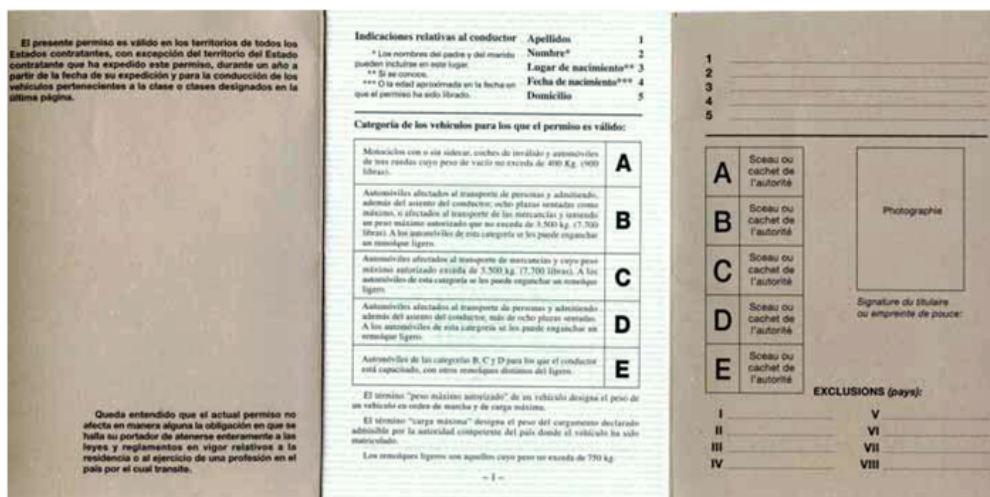 El presente permiso es válido en los territorios de todos los
Estados contratantes, con excepción del territorio del Estado
contratante que ha expedido este permiso, durante un año a
partir de la fecha de su expedición y para la conducción de los
vehículos pertenecientes a la clase o clases designados en la
última página.
Queda entendido que el actual permiso no
afecta en manera alguna la obligación en que se
halla su portador de atenerse enteramente a las
leyes y reglamentos en vigor relativos a la
residencia o al ejercicio de una profesión en el
país por el cual transite.
Indicaciones relativas al conductor
* Los nombres del padre y del marido
pueden incluirse en este lugar.
** Si se conoce.
*** O la edad aproximada en la fecha en
que el permiso ha sido librado.
Apellidos 1
Nombre* 2
Lugar de nacimiento** 3
Fecha de nacimiento*** 4
Domicilio 5
Categoría de los vehículos para los que el permiso es válido:
Motociclos con o sin sidecar, coches de inválido y automóviles
de tres ruedas cuyo peso de vacío no exceda de 400 Kg. (900
libras).
A
Automóviles afectados al transporte de personas y admitiendo,
además del asiento del conductor, ocho plazas sentadas como
máximo, o afectados al transporte de las mercancías y teniendo
un peso máximo autorizado que no exceda de 3.500 kg. (7.700
libras). A los automóviles de esta categoría se les puede enganchar
un remolque ligero.
B
Automóviles afectados al transporte de mercancías y cuyo peso
máximo autorizado exceda de 3.500 kg. (7.700 libras). A los
automóviles de esta categoría se les puede enganchar un remolque
ligero.
C
Automóviles afectados al transporte de personas y admitiendo
además del asiento del conductor, más de ocho plazas sentadas.
A los automóviles de esta categoría se les puede enganchar un
remolque ligero.
D
Automóviles de las categorías B, C y D para los que el conductor
está capacitado, con otros remolques distintos del ligero.
E
El término "peso máximo autorizado" de un vehículo designa el peso de
un vehículo en orden de marcha y de carga máxima.
El término "carga máxima" designa el peso del cargamento declarado
admisible por la autoridad competente del país donde el vehículo ha sido
matriculado.
Los remolques ligeros son aquellos cuyo peso no exceda de 750 kg.
– 1 –
1
2
3
4
5
A
Sceau ou
cachet de
l'autorité
B
Sceau ou
cachet de
l'autorité
C
Sceau ou
cachet de
l'autorité
D
Sceau ou
cachet de
l'autorité
E
Sceau ou
cachet de
l'autorité
Photographie
Signature du titulaire
ou empreinte de pouce:
EXCLUSIONS (pays):
I
II
III
IV
V
VI
VII
VIII